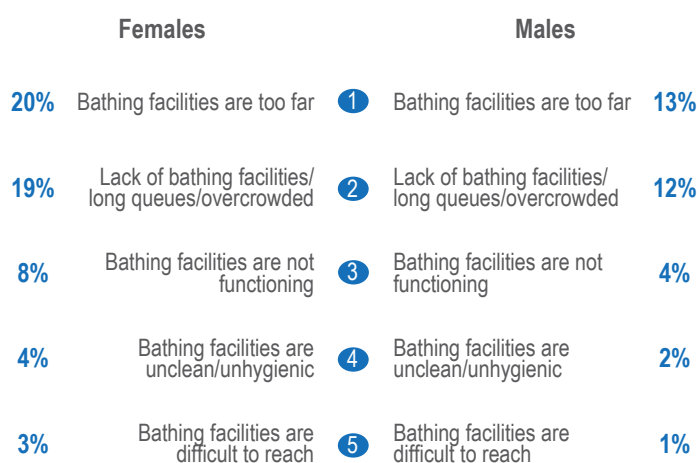 Females Males
20% Bathing facilities are too far 1 Bathing facilities are too far 13%
19% Lack of bathing facilities/
long queues/overcrowded 2 Lack of bathing facilities/
long queues/overcrowded 12%
8% Bathing facilities are not
functioning 3 Bathing facilities are not
functioning 4%
4% Bathing facilities are
unclean/unhygienic 4 Bathing facilities are
unclean/unhygienic 2%
3% Bathing facilities are
difficult to reach 5 Bathing facilities are
difficult to reach 1%